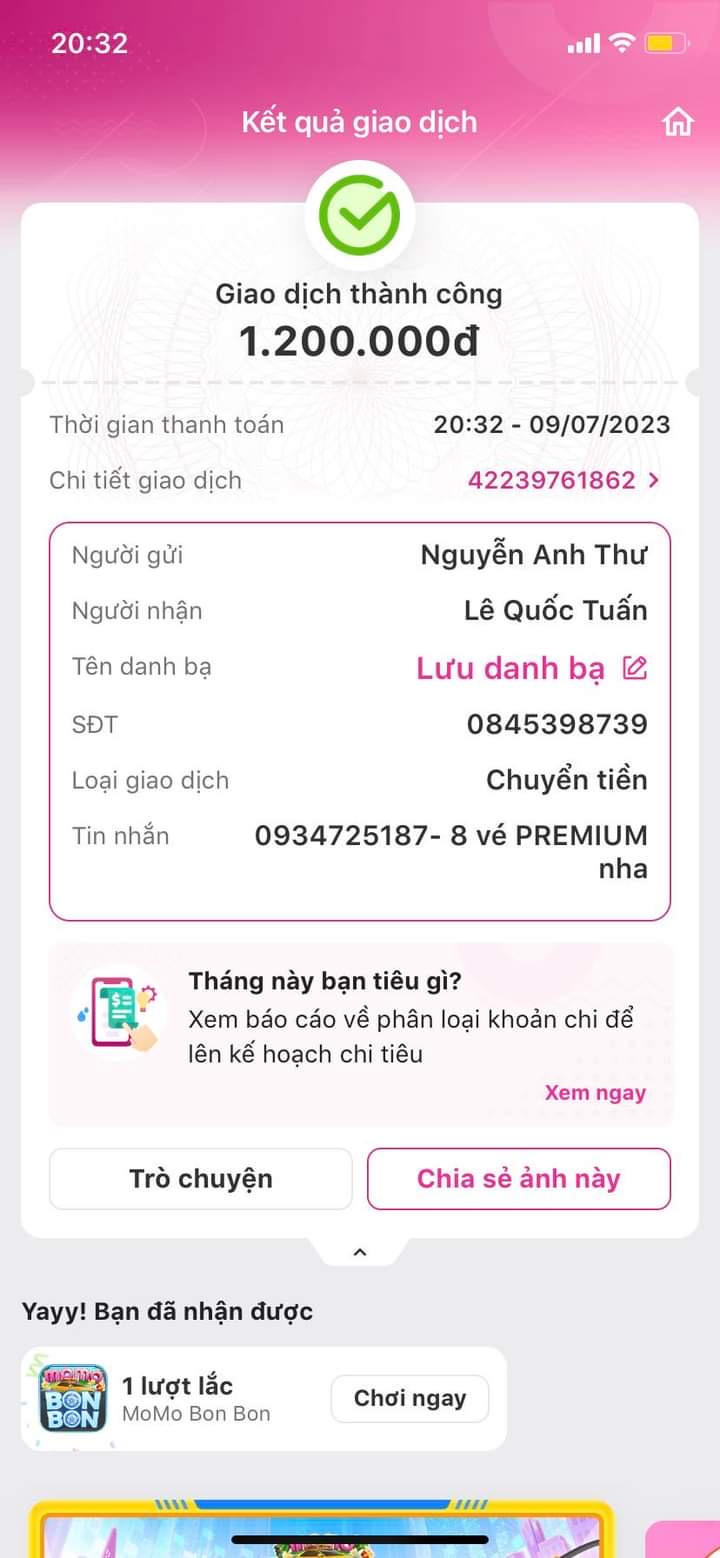 20:32
Kết quả giao dịch
Giao dịch thành công
1.200.000đ
Thời gian thanh toán 20:32 - 09/07/2023
Chi tiết giao dịch 42239761862 >
Người gửi Nguyễn Anh Thư
Người nhận Lê Quốc Tuấn
Tên danh bạ Lưu danh bạ
SĐT 0845398739
Loại giao dịch Chuyển tiền
Tin nhắn 0934725187- 8 vé PREMIUM
nha
Tháng này bạn tiêu gì?
Xem báo cáo về phân loại khoản chi để
lên kế hoạch chi tiêu
Xem ngay
Trò chuyện Chia sẻ ảnh này
Yayy! Bạn đã nhận được
BON
BON
1 lượt lắc
MoMo Bon Bon
Chơi ngay